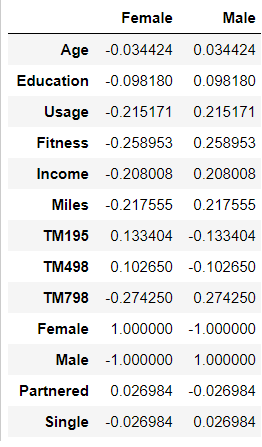 Female Male
Age -0.034424 0.034424
Education -0.098180 0.098180
Usage -0.215171 0.215171
Fitness -0.258953 0.258953
Income -0.208008 0.208008
Miles -0.217555 0.217555
TM195 0.133404 -0.133404
TM498 0.102650 -0.102650
TM798 -0.274250 0.274250
Female 1.000000 -1.000000
Male -1.000000 1.000000
Partnered 0.026984 -0.026984
Single -0.026984 0.026984